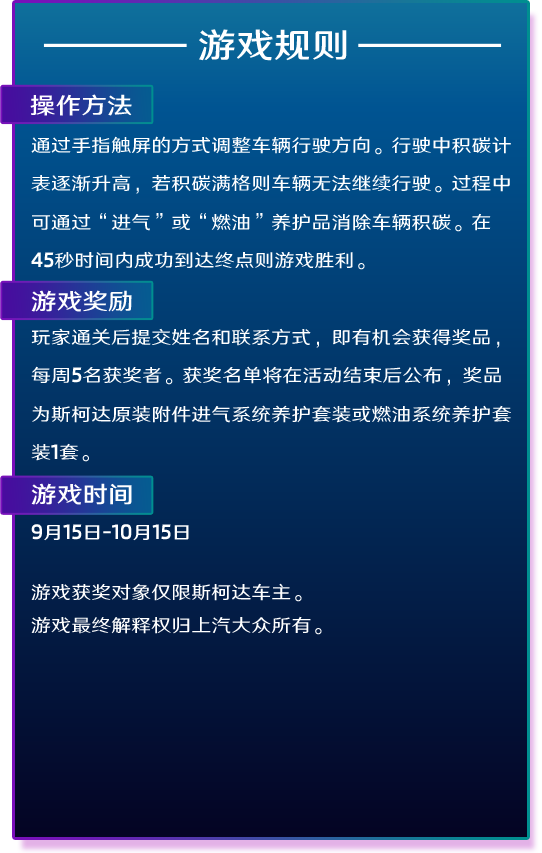 游戏规则
操作方法
通过手指触屏的方式调整车辆行驶方向。行驶中积碳计
表逐渐升高，若积碳满格则车辆无法继续行驶。过程中
可通过“进气”或“燃油”养护品消除车辆积碳。在
45秒时间内成功到达终点则游戏胜利。
游戏奖励
玩家通关后提交姓名和联系方式，即有机会获得奖品，
每周5名获奖者。获奖名单将在活动结束后公布，奖品
为斯柯达原装附件进气系统养护套装或燃油系统养护套
装1套。
游戏时间
9月15日-10月15日
游戏获奖对象仅限斯柯达车主。
游戏最终解释权归上汽大众所有。